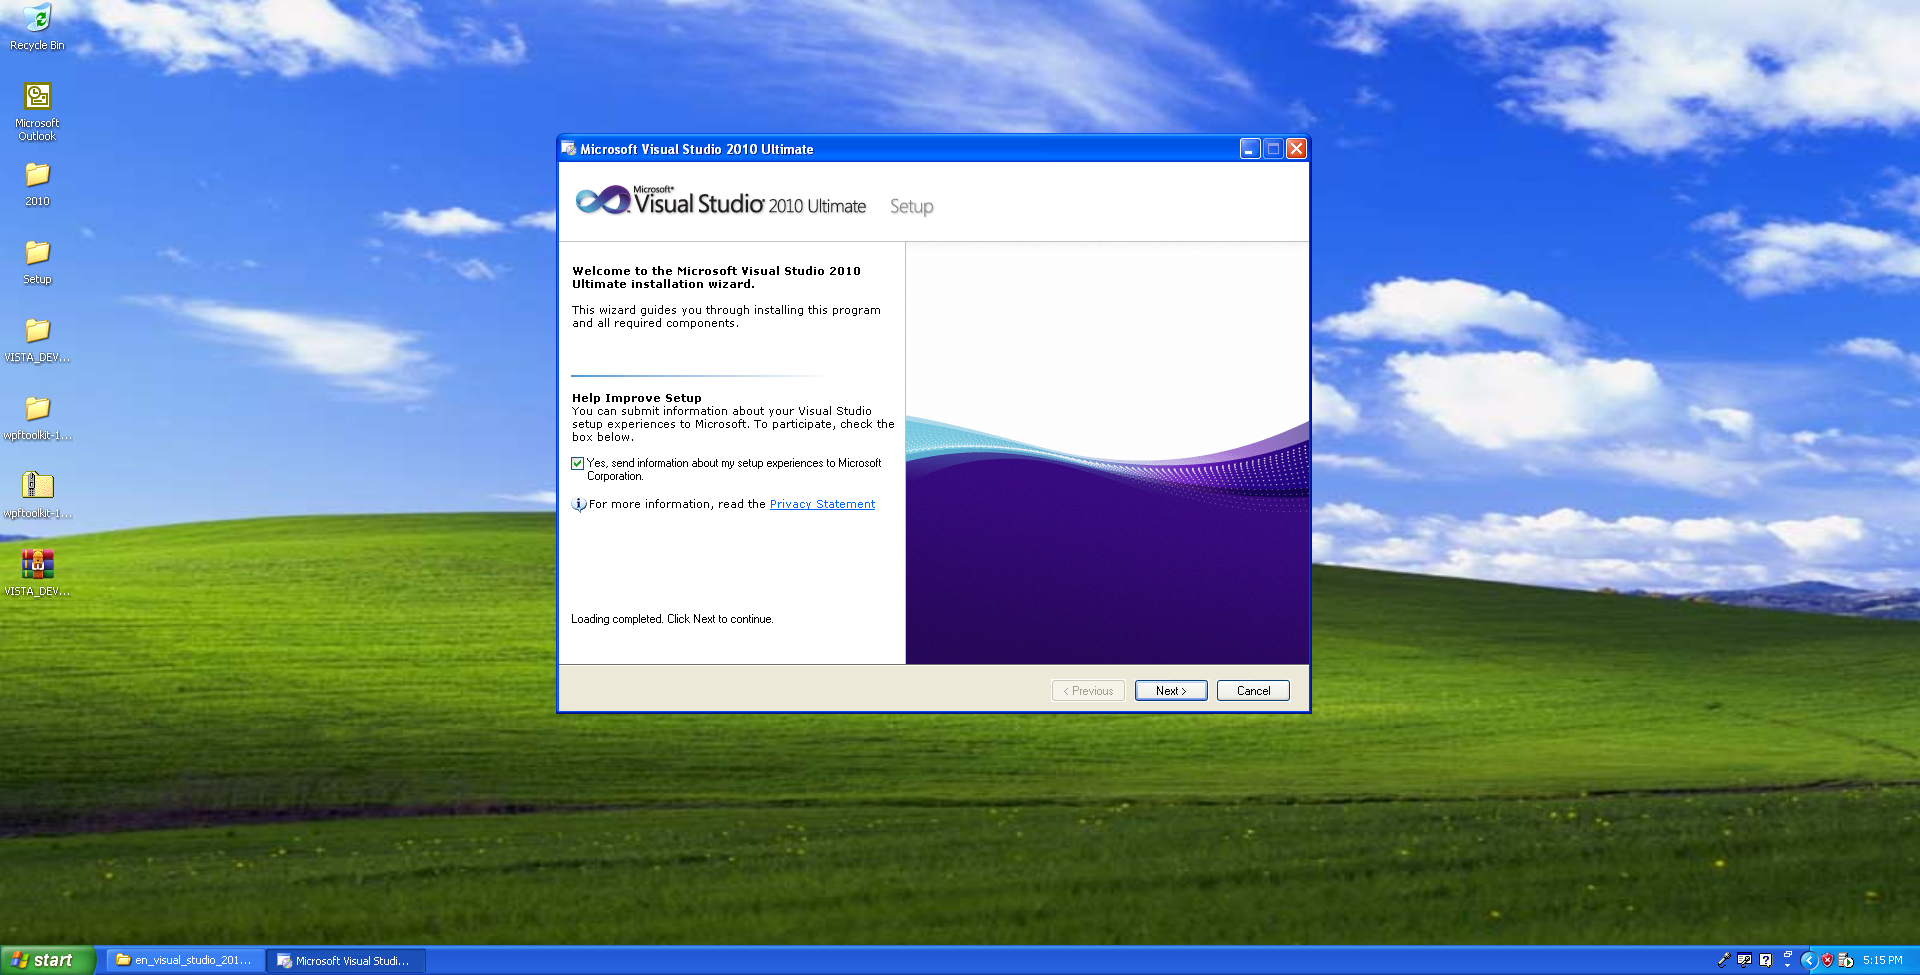 Recycle Bin
Microsoft
Outlook
2010
Setup
VISTA_DEV...
wpftoolkit-1...
wpftoolkit-1...
VISTA_DEV...
Microsoft Visual Studio 2010 Ultimate
Microsoft®
Visual Studio® 2010 Ultimate Setup
Welcome to the Microsoft Visual Studio 2010
Ultimate installation wizard.
This wizard guides you through installing this program
and all required components.
Help Improve Setup
You can submit information about your Visual Studio
setup experiences to Microsoft. To participate, check the
box below.
Yes, send information about my setup experiences to Microsoft
Corporation.
For more information, read the Privacy Statement
Loading completed. Click Next to continue.
< Previous
Next >
Cancel
start
en_visual_studio_201...
Microsoft Visual Studi...
5:15 PM